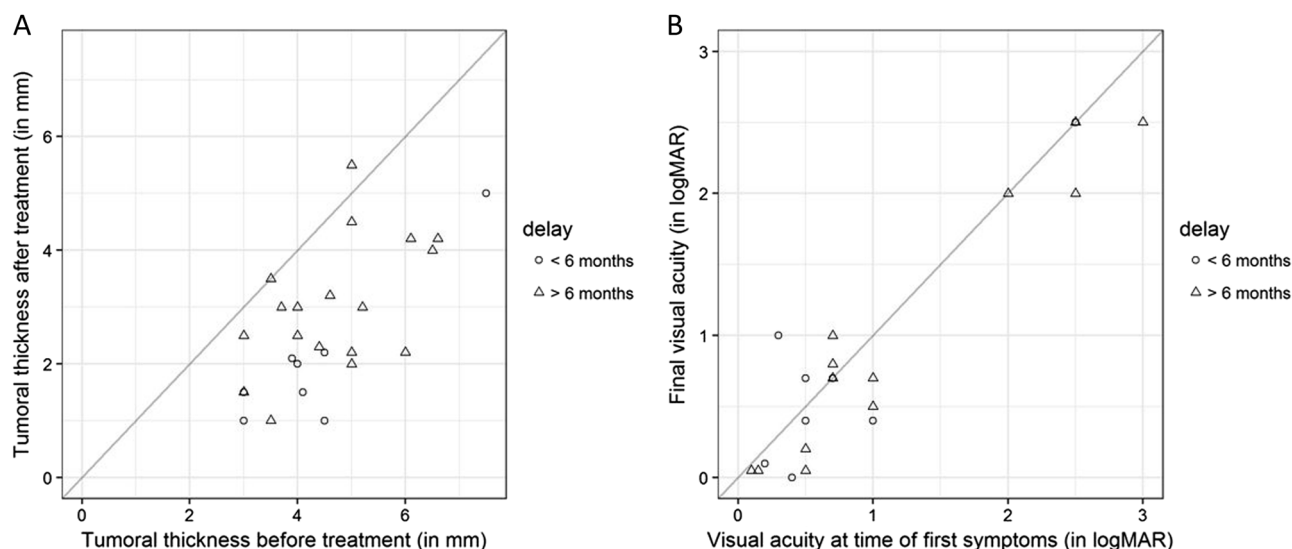 A
Tumoral thickness after treatment (in mm)
6
4
2
0
0 2 4 6
Tumoral thickness before treatment (in mm)
delay
< 6 months
> 6 months
B
Final visual acuity (in logMAR)
3
2
1
0
0 1 2 3
Visual acuity at time of first symptoms (in logMAR)
delay
< 6 months
> 6 months